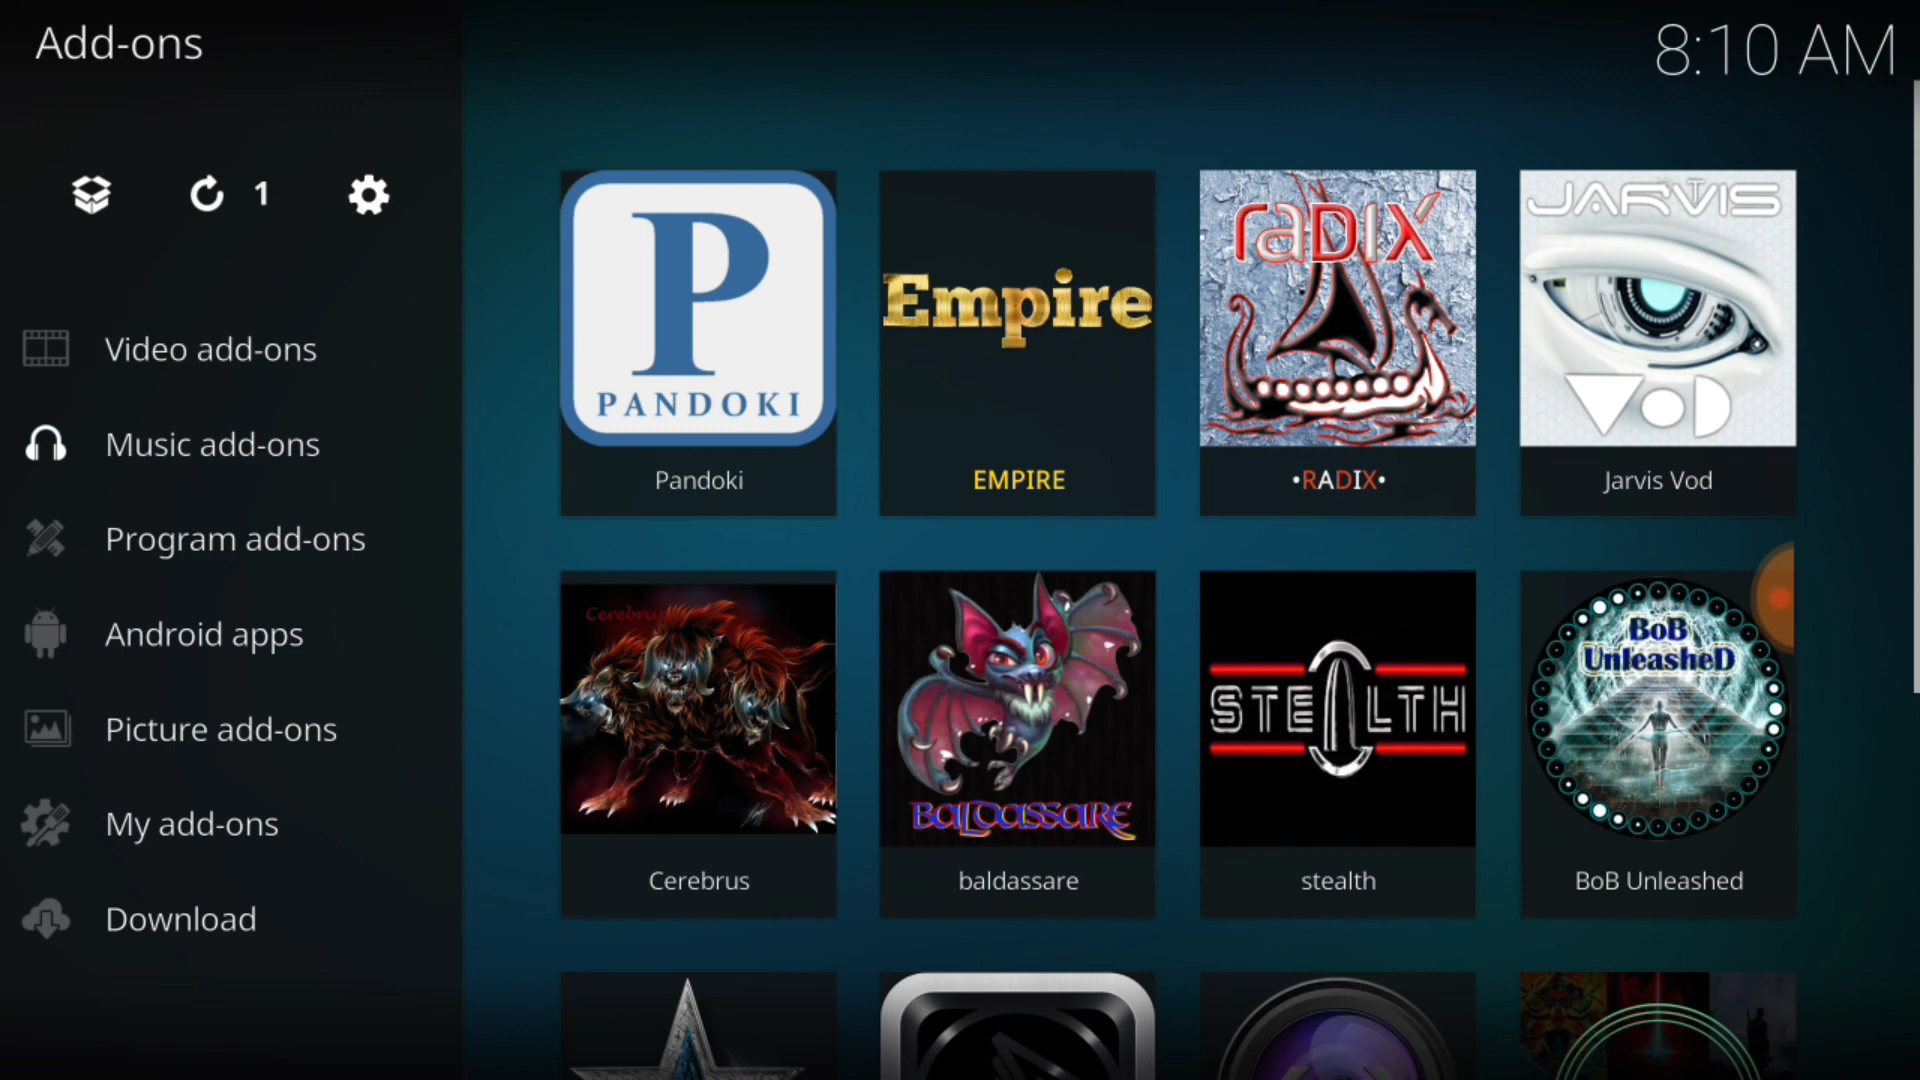 Add-ons
8:10 AM
1
Video add-ons
Music add-ons
Program add-ons
Android apps
Picture add-ons
My add-ons
Download
P
PANDOKI
Pandoki
Empire
EMPIRE
raDIX
•RADIX•
JARVIS
VOD
Jarvis Vod
Cerebrus
Cerebrus
BALDASSARE
baldassare
STEALTH
stealth
BoB
UnleasheD
BoB Unleashed